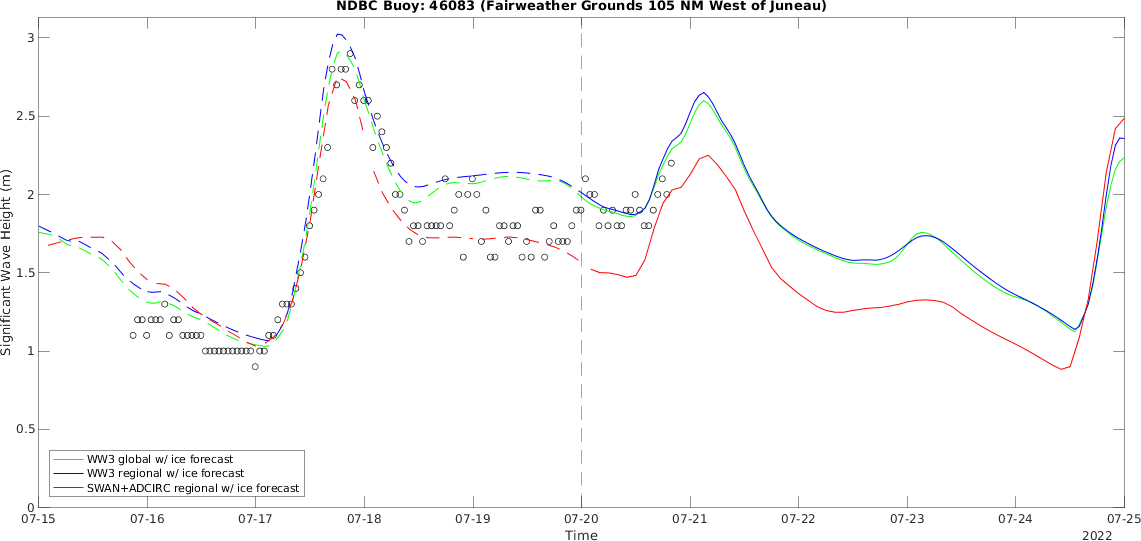 NDBC Buoy: 46083 (Fairweather Grounds 105 NM West of Juneau)
Significant Wave Height (m)
3
2.5
2
1.5
1
0.5
0
WW3 global w/ ice forecast
WW3 regional w/ ice forecast
SWAN+ADCIRC regional w/ ice forecast
07-15 07-16 07-17 07-18 07-19 07-20 07-21 07-22 07-23 07-24 07-25
Time
2022